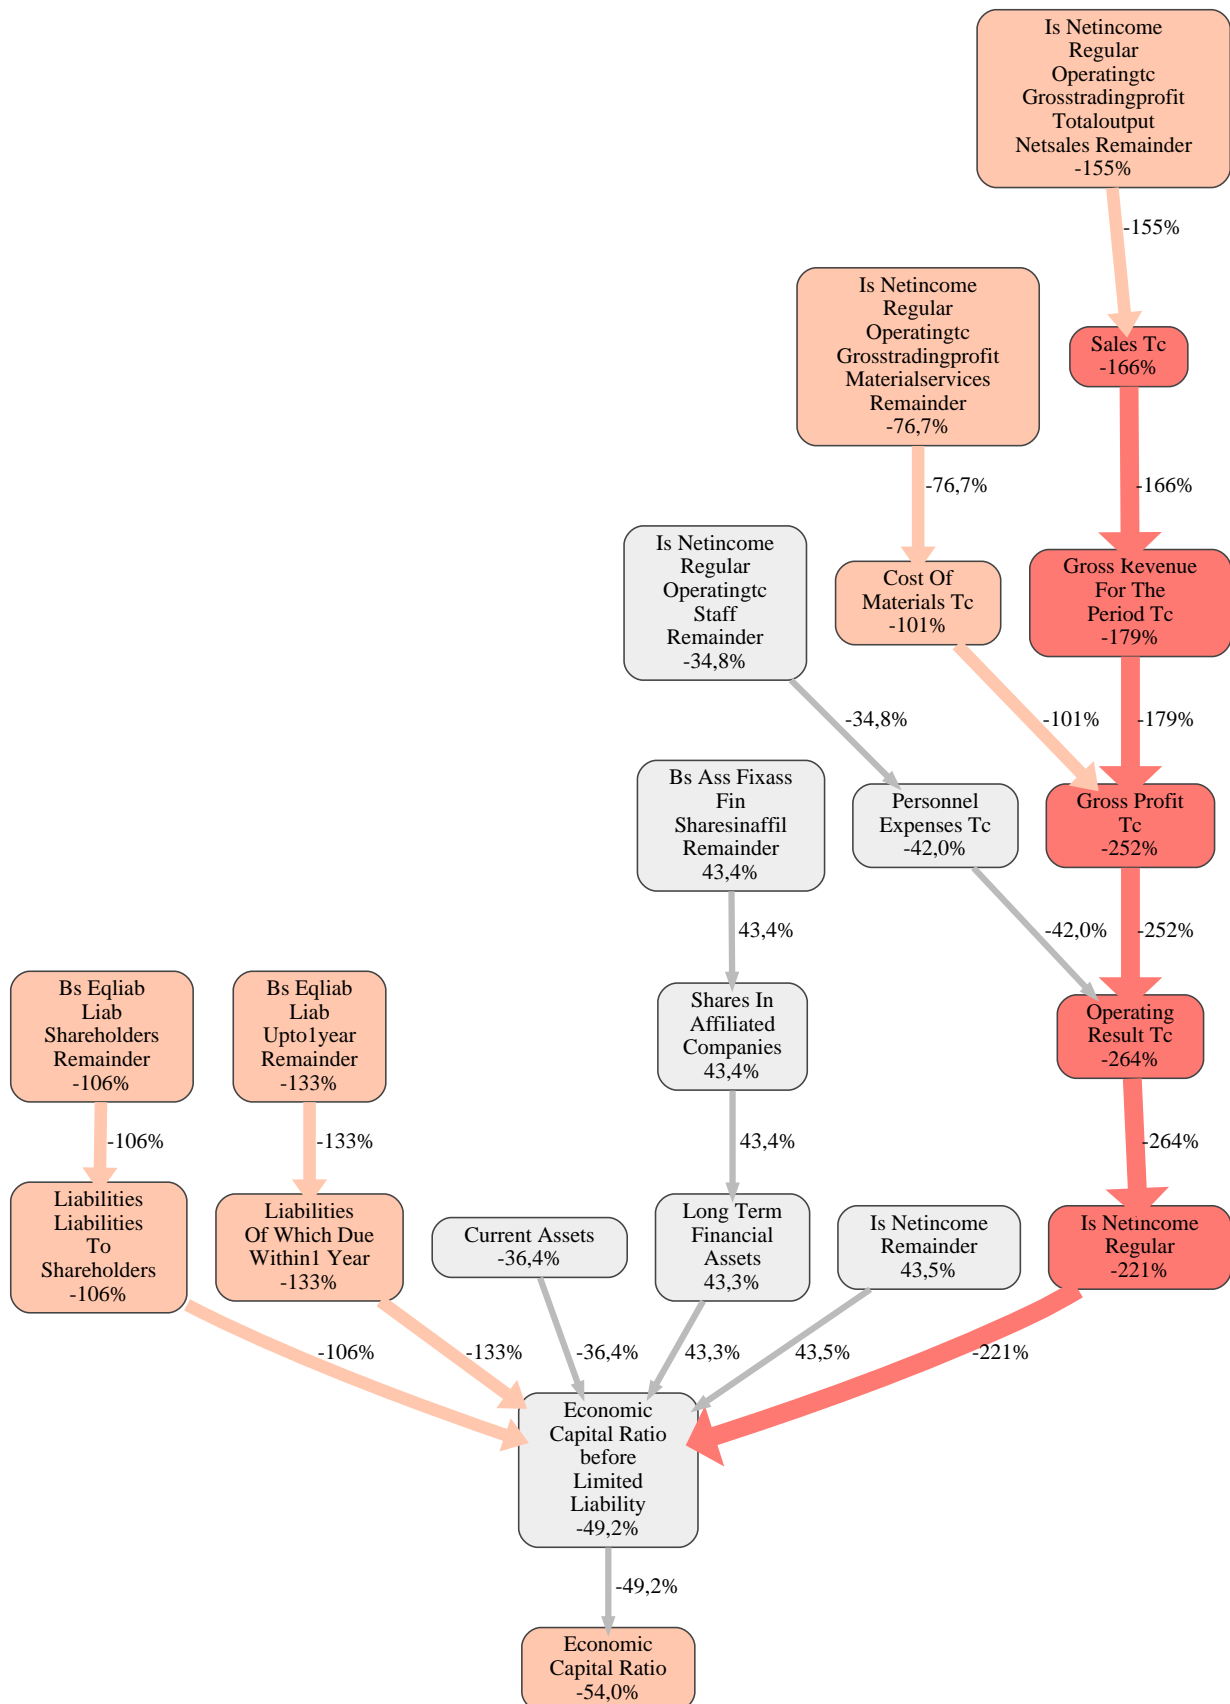 Is Netincome
Regular
Operatingtc
Grosstradingprofit
Totaloutput
Netsales Remainder
-155%
-155%
Is Netincome
Regular
Operatingtc
Grosstradingprofit
Materialservices
Remainder
-76,7%
Sales Tc
-166%
-76,7%
-166%
Is Netincome
Regular
Operatingtc
Staff
Remainder
-34,8%
Cost Of
Materials Tc
-101%
Gross Revenue
For The
Period Tc
-179%
-34,8%
-101%
-179%
Bs Ass Fixass
Fin
Sharesinaffil
Remainder
43,4%
Personnel
Expenses Tc
-42,0%
Gross Profit
Tc
-252%
43,4%
-42,0%
-252%
Bs Eqliab
Liab
Shareholders
Remainder
-106%
Bs Eqliab
Liab
Upto1year
Remainder
-133%
Shares In
Affiliated
Companies
43,4%
Operating
Result Tc
-264%
-106%
-133%
43,4%
-264%
Liabilities
Liabilities
To
Shareholders
-106%
Liabilities
Of Which Due
Within1 Year
-133%
Current Assets
-36,4%
Long Term
Financial
Assets
43,3%
Is Netincome
Remainder
43,5%
Is Netincome
Regular
-221%
-106%
-133%
-36,4%
43,3%
43,5%
-221%
Economic
Capital Ratio
before
Limited
Liability
-49,2%
-49,2%
Economic
Capital Ratio
-54,0%